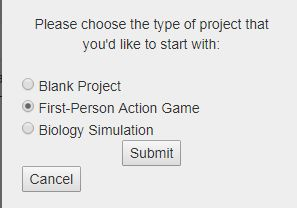 Please choose the type of project that
you'd like to start with:
Blank Project
First-Person Action Game
Biology Simulation
Submit
Cancel